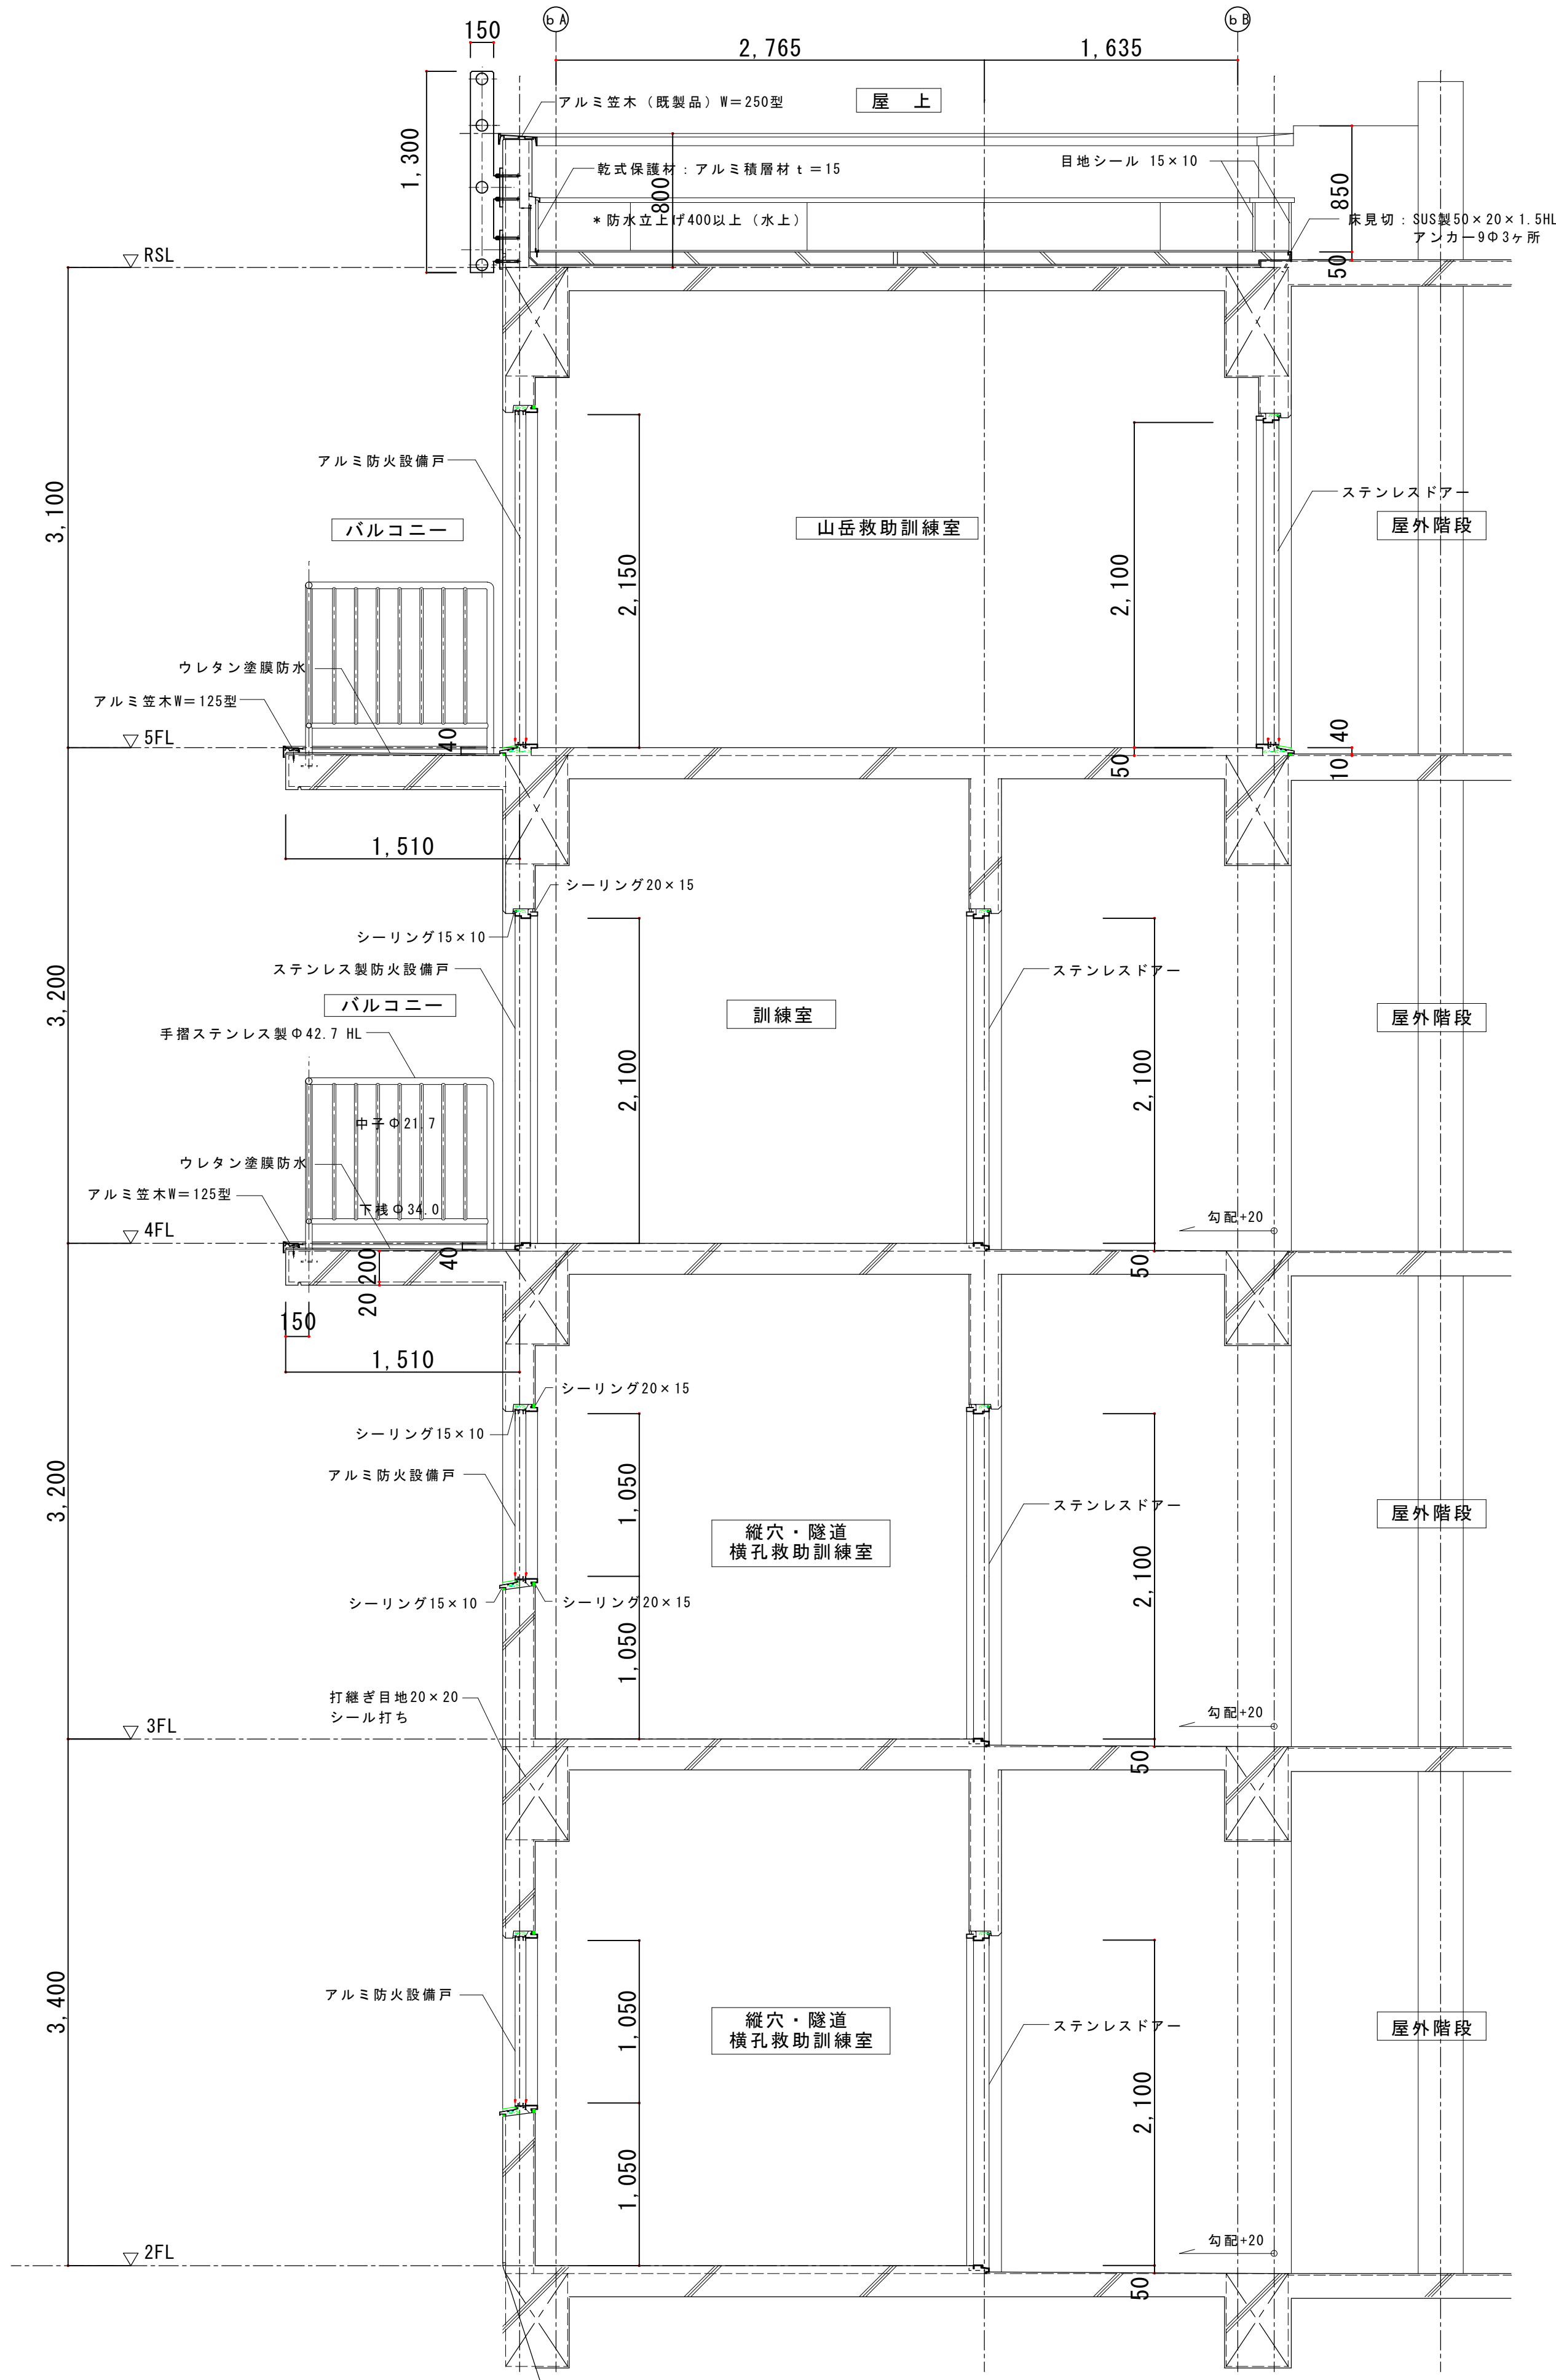 bA
bB
150
2,765
1,635
アルミ笠木（既製品）W＝250型
屋　上
1,300
乾式保護材：アルミ積層材ｔ＝15
目地シール 15×10
800
850
＊防水立上げ400以上（水上）
床見切：SUS製50×20×1.5HL
アンカー9Φ3ヶ所
RSL
50
アルミ防火設備戸
ステンレスドアー
3,100
バルコニー
山岳救助訓練室
屋外階段
2,150
2,100
ウレタン塗膜防水
アルミ笠木W＝125型
5FL
40
40
50
10
1,510
シーリング20×15
シーリング15×10
ステンレス製防火設備戸
ステンレスドアー
3,200
バルコニー
訓練室
屋外階段
手摺ステンレス製Φ42.7 HL
2,100
2,100
中子Φ21.7
ウレタン塗膜防水
アルミ笠木W＝125型
下桟Φ34.0
勾配+20
4FL
200
40
50
20
150
1,510
シーリング20×15
シーリング15×10
アルミ防火設備戸
3,200
1,050
ステンレスドアー
屋外階段
縦穴・隧道
横孔救助訓練室
2,100
シーリング15×10
シーリング20×15
1,050
打継ぎ目地20×20
シール打ち
勾配+20
3FL
50
アルミ防火設備戸
3,400
1,050
縦穴・隧道
横孔救助訓練室
ステンレスドアー
屋外階段
2,100
1,050
勾配+20
2FL
50